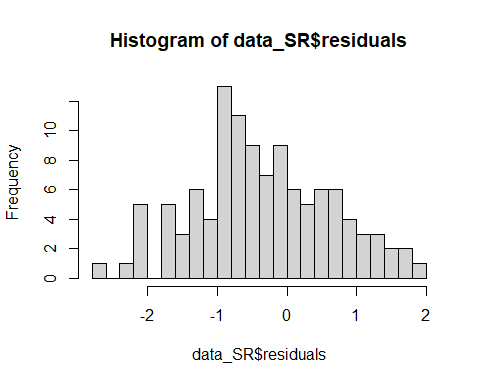 Histogram of data_SR$residuals
Frequency
0 2 4 6 8 10
-2 -1 0 1 2
data_SR$residuals